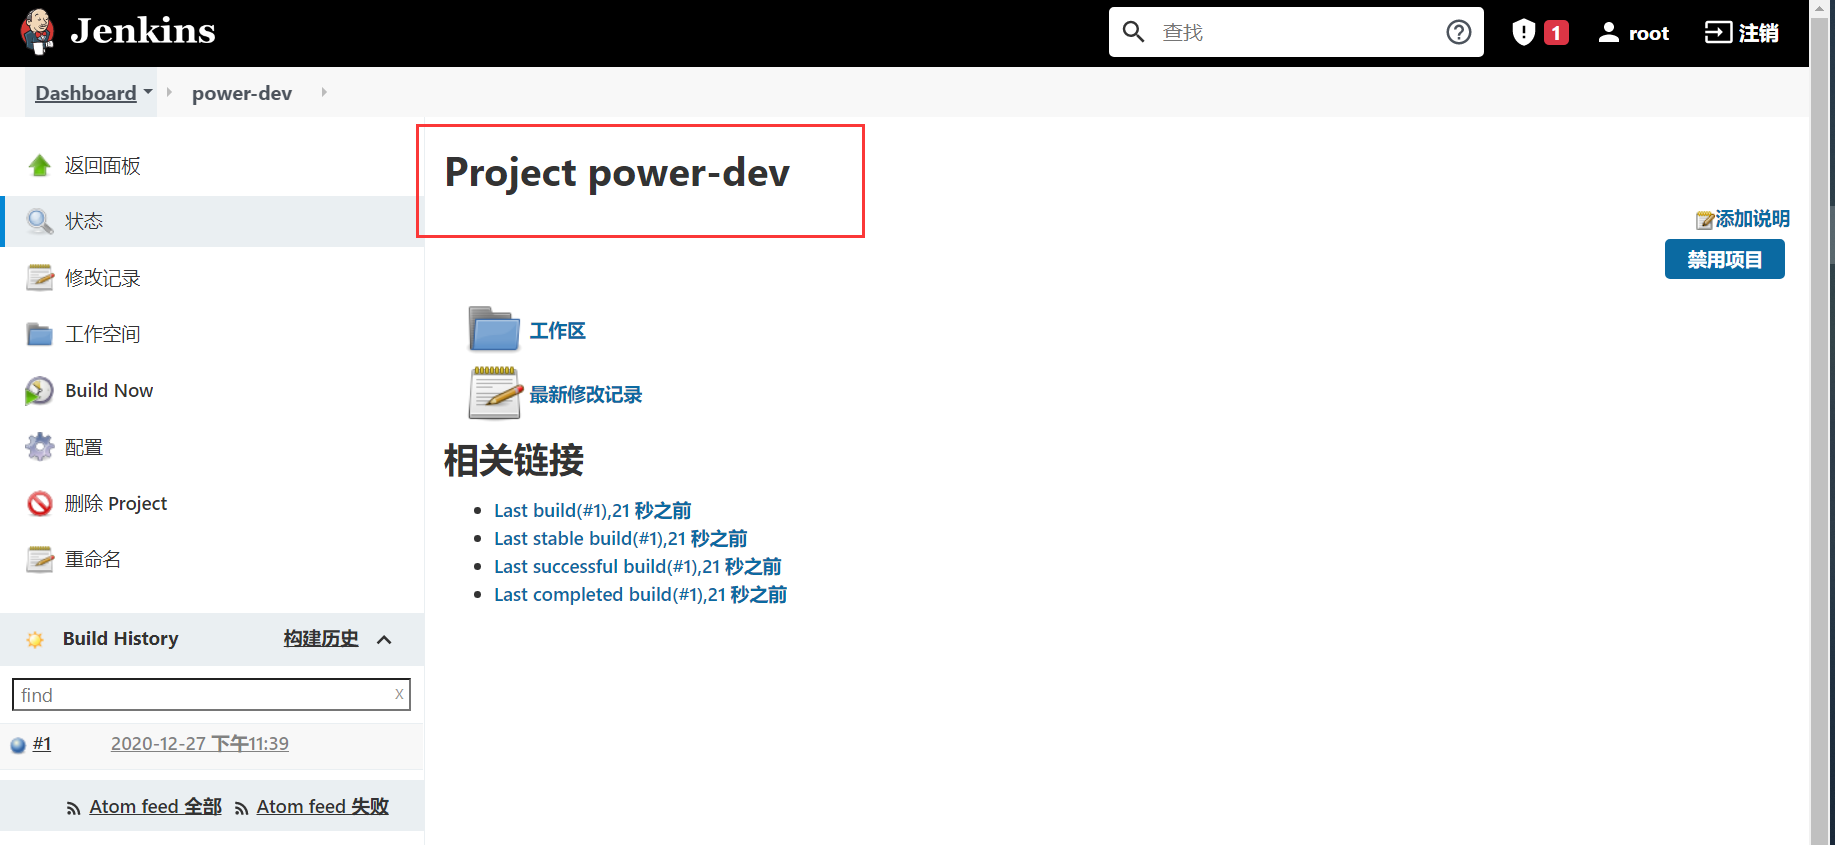 Jenkins
查找
1
root
注销
Dashboard
power-dev
返回面板
状态
修改记录
工作空间
Build Now
配置
删除 Project
重命名
Build History
构建历史
find
x
#1
2020-12-27 下午11:39
Atom feed 全部
Atom feed 失败
Project power-dev
添加说明
禁用项目
工作区
最新修改记录
相关链接
Last build(#1),21 秒之前
Last stable build(#1),21 秒之前
Last successful build(#1),21 秒之前
Last completed build(#1),21 秒之前